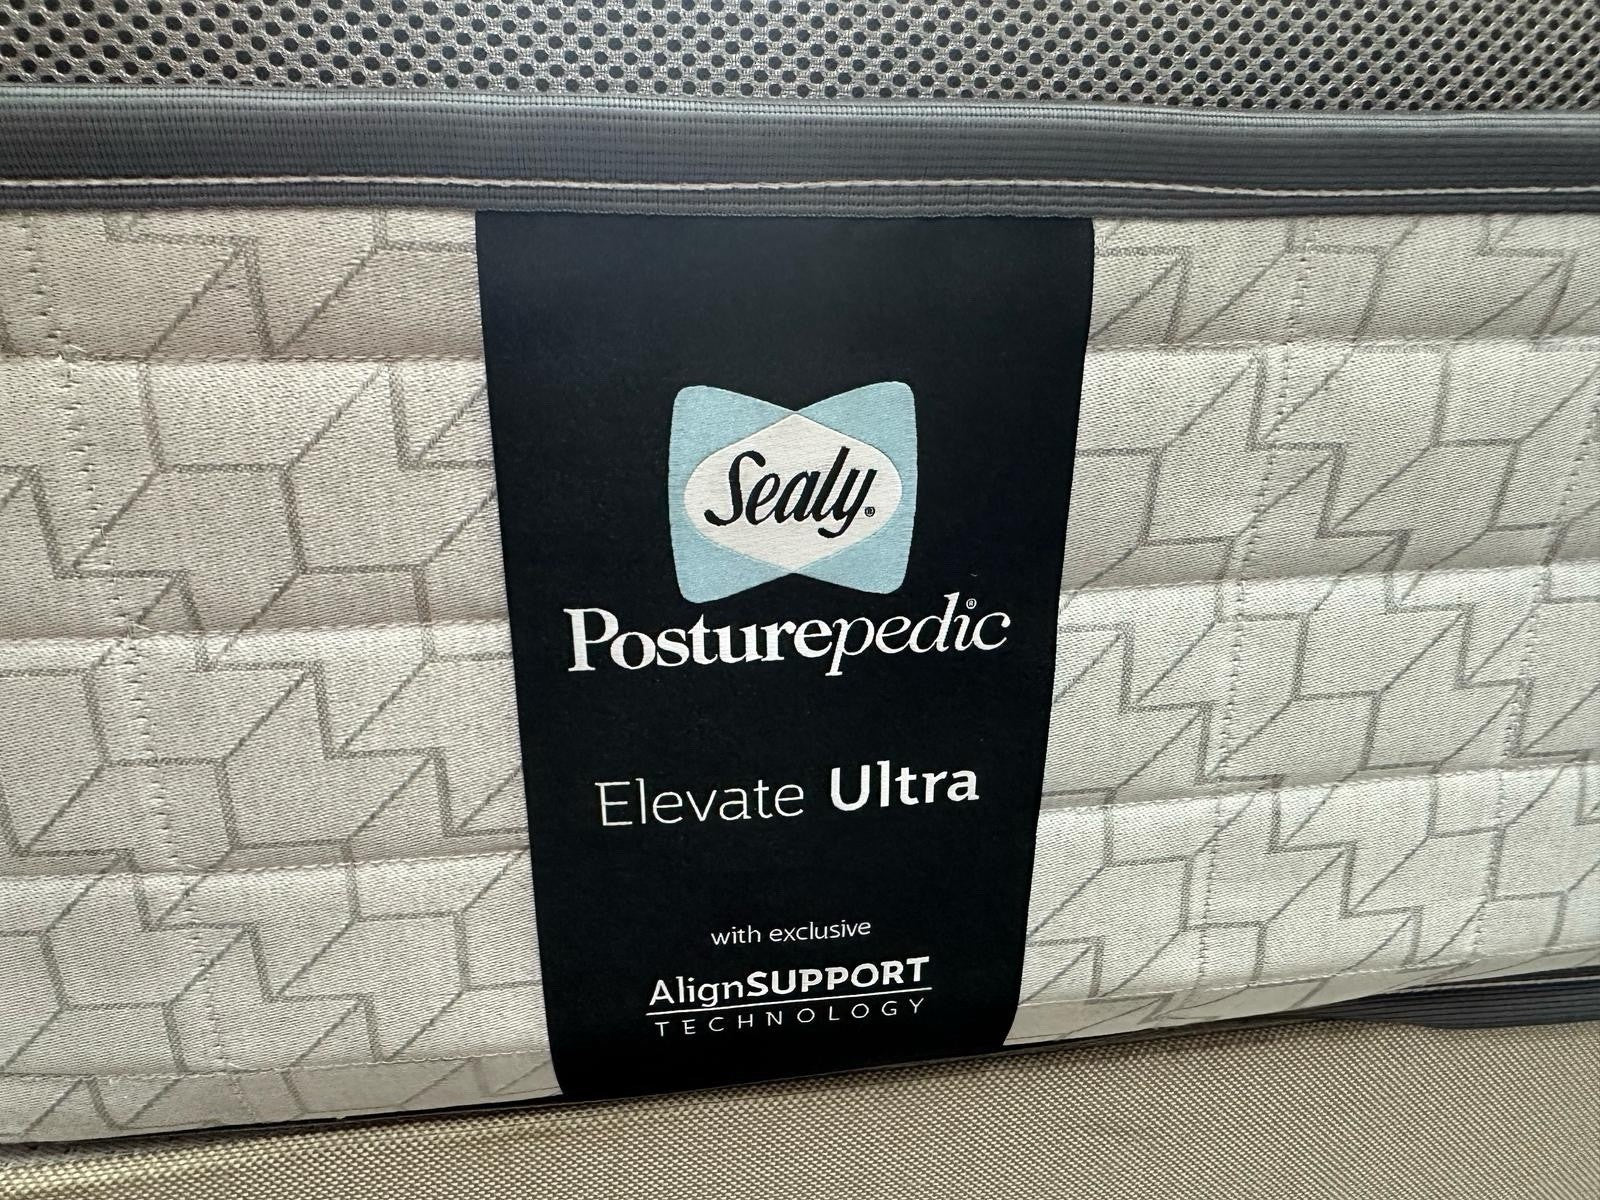 Sealy®
Posturepedic®
Elevate Ultra
with exclusive
AlignSUPPORT
TECHNOLOGY